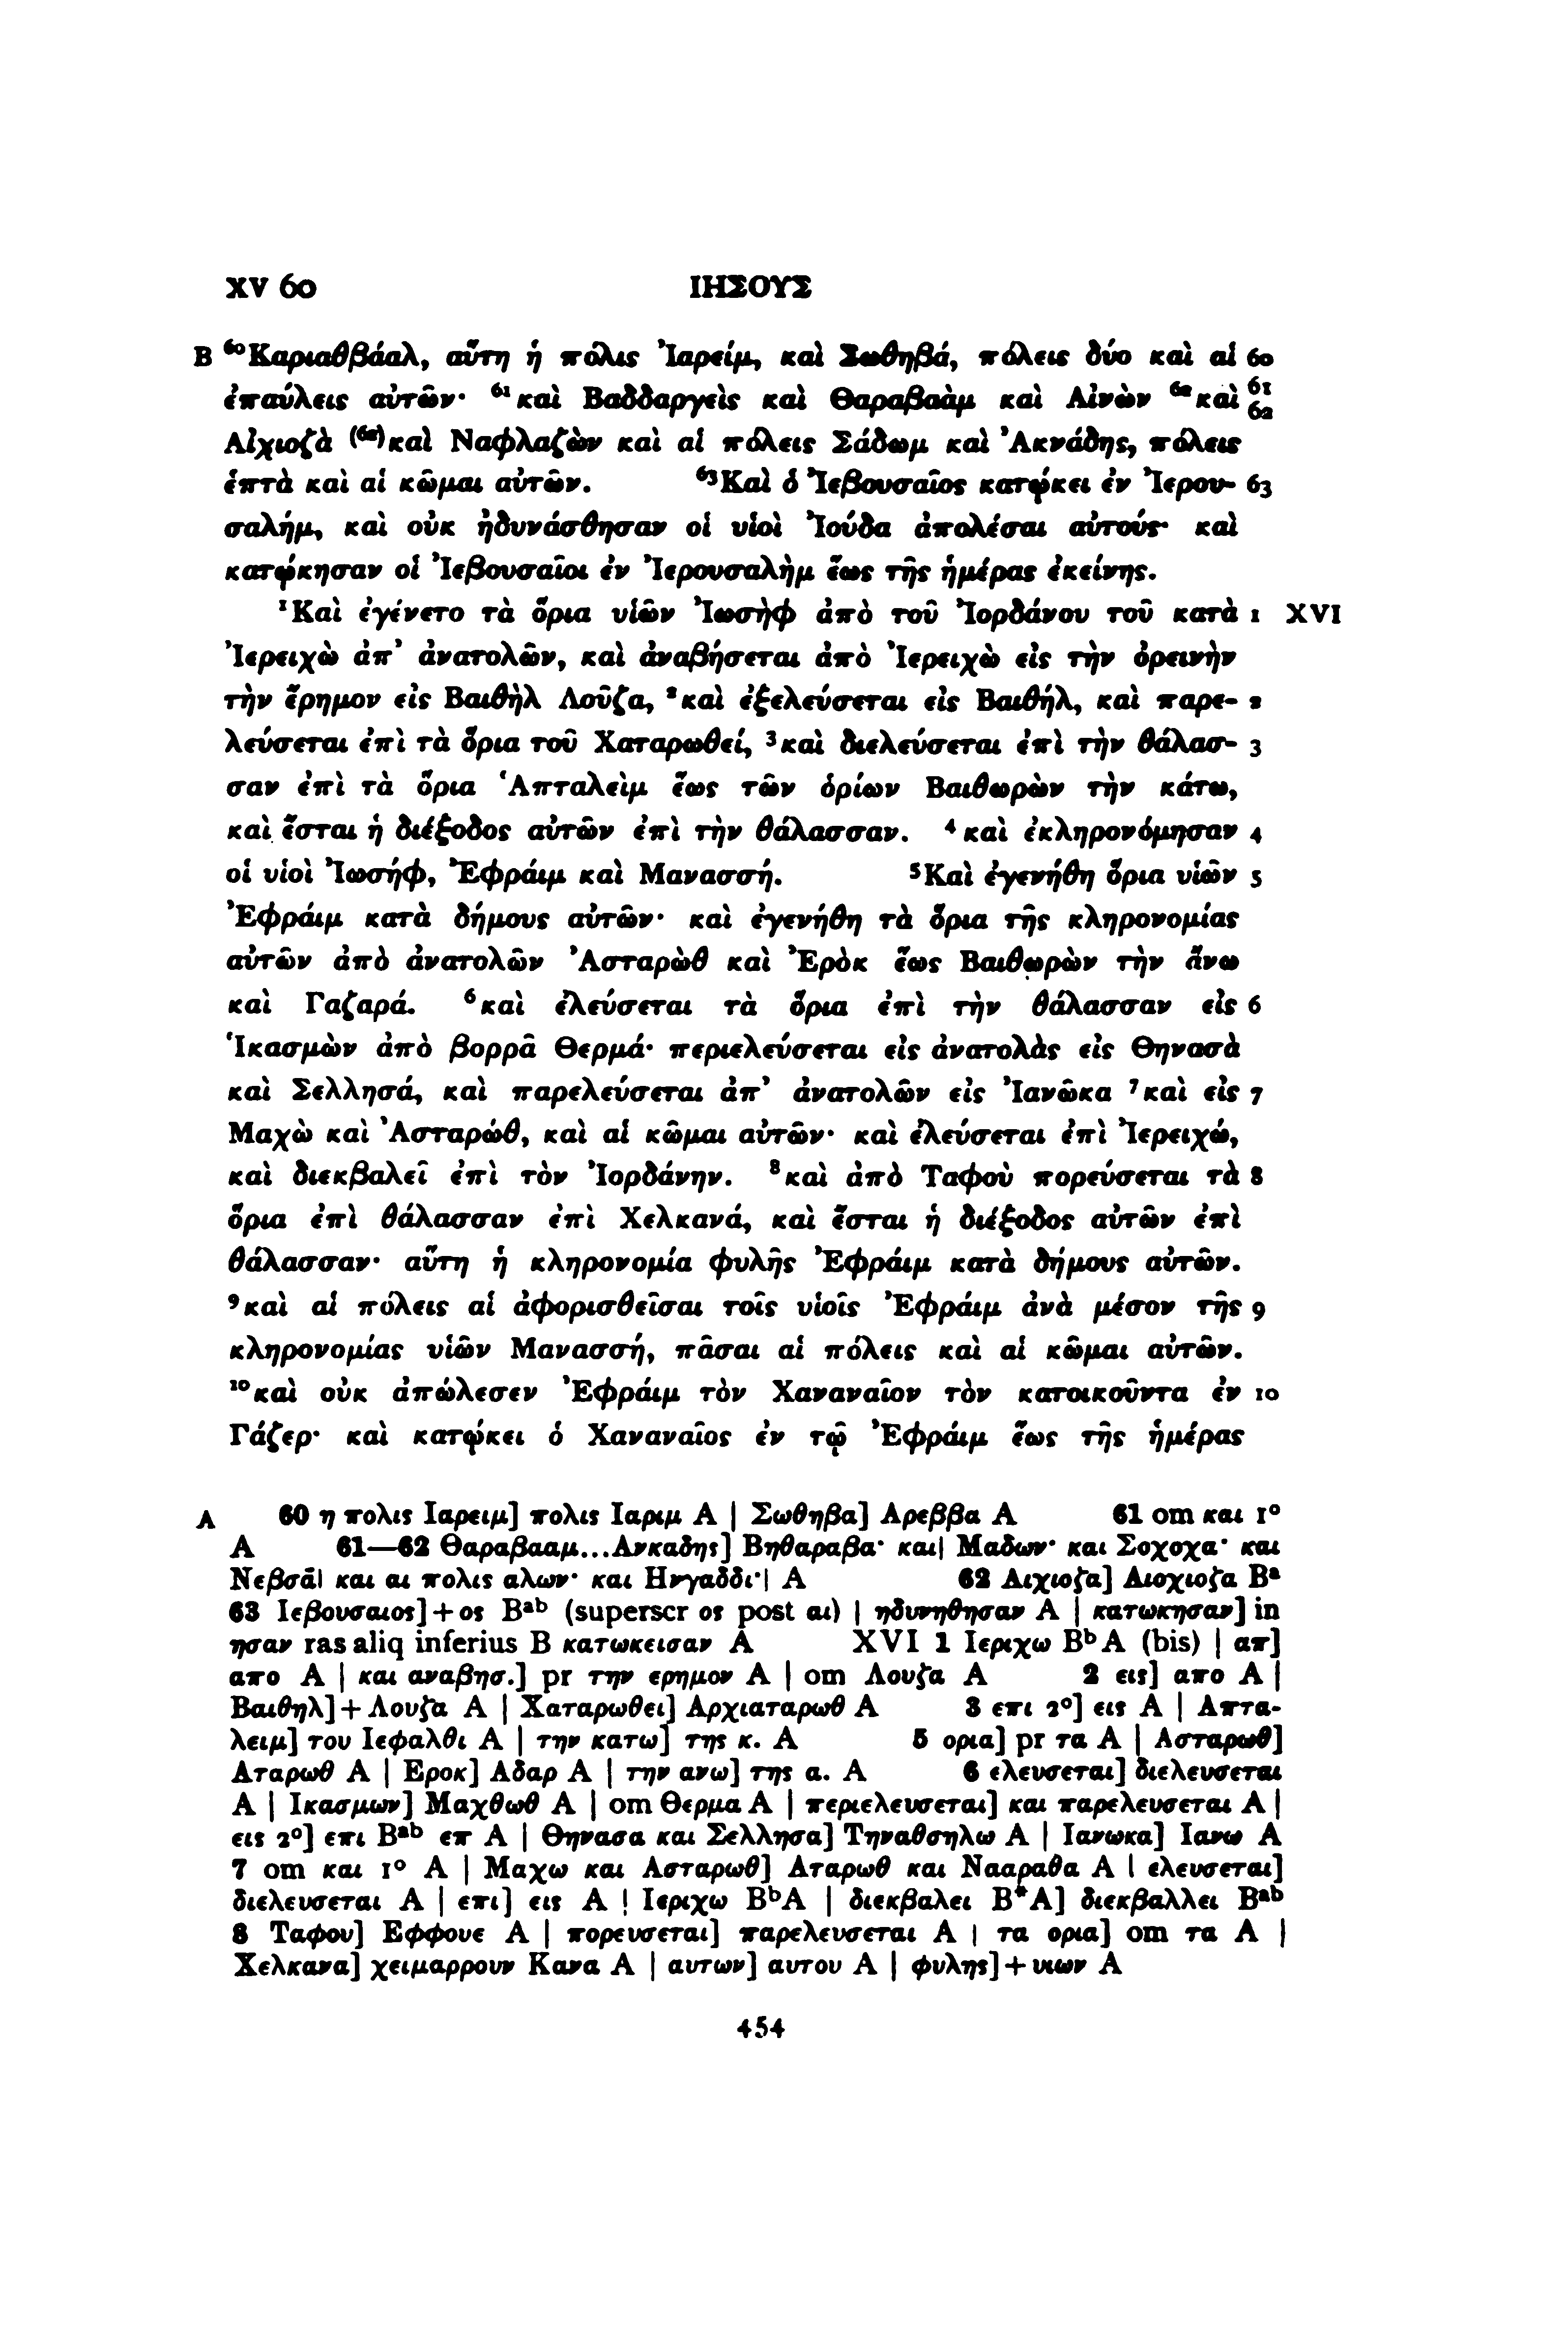 XV 60 ΙΗΣΟΥΣ
B ⁶⁰Καριαθβάαλ, αὕτη ἡ πόλις Ἰαρείμ, καὶ Σωθηβά, πόλεις δύο καὶ αἱ 60
ἐπαύλεις αὐτῶν· ⁶¹καὶ Βαδδαργεὶς καὶ Θαραβαὰμ καὶ Αἰνὼν ⁶²καὶ 61 62
Αἰχιοζὰ ⁽⁶²⁾καὶ Ναφλαζὼν καὶ αἱ πόλεις Σάδωμ καὶ Ἀνκάδης, πόλεις
ἑπτὰ καὶ αἱ κῶμαι αὐτῶν. ⁶³Καὶ ὁ Ἰεβουσαῖος κατῴκει ἐν Ἰερου- 63
σαλήμ, καὶ οὐκ ἠδυνάσθησαν οἱ υἱοὶ Ἰούδα ἀπολέσαι αὐτούς· καὶ
κατῴκησαν οἱ Ἰεβουσαῖοι ἐν Ἰερουσαλὴμ ἕως τῆς ἡμέρας ἐκείνης.
¹Καὶ ἐγένετο τὰ ὅρια υἱῶν Ἰωσὴφ ἀπὸ τοῦ Ἰορδάνου τοῦ κατὰ 1 XVI
Ἰερειχὼ ἀπ’ ἀνατολῶν, καὶ ἀναβήσεται ἀπὸ Ἰερειχὼ εἰς τὴν ὀρεινὴν
τὴν ἔρημον εἰς Βαιθὴλ Λοῦζα, ²καὶ ἐξελεύσεται εἰς Βαιθήλ, καὶ παρε- 2
λεύσεται ἐπὶ τὰ ὅρια τοῦ Χαταρωθεί, ³καὶ διελεύσεται ἐπὶ τὴν θάλασ- 3
σαν ἐπὶ τὰ ὅρια Ἁπταλεὶμ ἕως τῶν ὁρίων Βαιθωρὼν τὴν κάτω,
καὶ ἔσται ἡ διέξοδος αὐτῶν ἐπὶ τὴν θάλασσαν. ⁴καὶ ἐκληρονόμησαν 4
οἱ υἱοὶ Ἰωσήφ, Ἐφράιμ καὶ Μανασσή. ⁵Καὶ ἐγενήθη ὅρια υἱῶν 5
Ἐφράιμ κατὰ δήμους αὐτῶν· καὶ ἐγενήθη τὰ ὅρια τῆς κληρονομίας
αὐτῶν ἀπὸ ἀνατολῶν Ἀσταρὼθ καὶ Ἐρὸκ ἕως Βαιθωρὼν τὴν ἄνω
καὶ Γαζαρά. ⁶καὶ ἐλεύσεται τὰ ὅρια ἐπὶ τὴν θάλασσαν εἰς 6
Ἱκασμὼν ἀπὸ βορρᾶ Θερμά· περιελεύσεται εἰς ἀνατολὰς εἰς Θηνασὰ
καὶ Σελλησά, καὶ παρελεύσεται ἀπ’ ἀνατολῶν εἰς Ἰανῶκα ⁷καὶ εἰς 7
Μαχὼ καὶ Ἀσταρώθ, καὶ αἱ κῶμαι αὐτῶν· καὶ ἐλεύσεται ἐπὶ Ἰερειχώ,
καὶ διεκβαλεῖ ἐπὶ τὸν Ἰορδάνην. ⁸καὶ ἀπὸ Ταφοὺ πορεύσεται τὰ 8
ὅρια ἐπὶ θάλασσαν ἐπὶ Χελκανά, καὶ ἔσται ἡ διέξοδος αὐτῶν ἐπὶ
θάλασσαν· αὕτη ἡ κληρονομία φυλῆς Ἐφράιμ κατὰ δήμους αὐτῶν.
⁹καὶ αἱ πόλεις αἱ ἀφορισθεῖσαι τοῖς υἱοῖς Ἐφράιμ ἀνὰ μέσον τῆς 9
κληρονομίας υἱῶν Μανασσή, πᾶσαι αἱ πόλεις καὶ αἱ κῶμαι αὐτῶν.
¹⁰καὶ οὐκ ἀπώλεσεν Ἐφράιμ τὸν Χαναναῖον τὸν κατοικοῦντα ἐν 10
Γάζερ· καὶ κατῴκει ὁ Χαναναῖος ἐν τῷ Ἐφράιμ ἕως τῆς ἡμέρας
A 60 η πολις Ιαρειμ] πολις Ιαριμ A | Σωθηβα] Αρεββα A 61 om και 1°
A 61—62 Θαραβααμ...Ανκαδης] Βηθαραβα· και| Μαδων· και Σοχοχα· και
Νεβσᾶ| και αι πολις αλων· και Ηνγαδδι·| A 62 Αιχιοζα] Διοχιοζα Bᵃ
63 Ιεβουσαιος]+ος Bᵃᵇ (superscr ος post αι) | ηδυνηθησαν A | κατωκησαν] in
ησαν ras aliq inferius B κατωκεισαν A XVI 1 Ιεριχω BᵇA (bis) | απ]
απο A | και αναβησ.] pr την ερημον A | om Λουζα A 2 εις] απο A |
Βαιθηλ]+Λουζα A | Χαταρωθει] Αρχιαταρωθ A 3 επι 2°] εις A | Απτα-
λειμ] του Ιεφαλθι A | την κατω] της κ. A 5 ορια] pr τα A | Ασταρωθ]
Αταρωθ A | Εροκ] Αδαρ A | την ανω] της α. A 6 ελευσεται] διελευσεται
A | Ικασμων] Μαχθωθ A | om Θερμα A | περιελευσεται] και παρελευσεται A |
εις 2°] επι Bᵃᵇ επ A | Θηνασα και Σελλησα] Τηναθσηλω A | Ιανωκα] Ιανω A
7 om και 1° A | Μαχω και Ασταρωθ] Αταρωθ και Νααραθα A | ελευσεται]
διελευσεται A | επι] εις A | Ιεριχω BᵇA | διεκβαλει B*A] διεκβαλλει Bᵃᵇ
8 Ταφου] Εφφουε A | πορευσεται] παρελευσεται A | τα ορια] om τα A |
Χελκανα] χειμαρρουν Κανα A | αυτων] αυτου A | φυλης]+υιων A
454